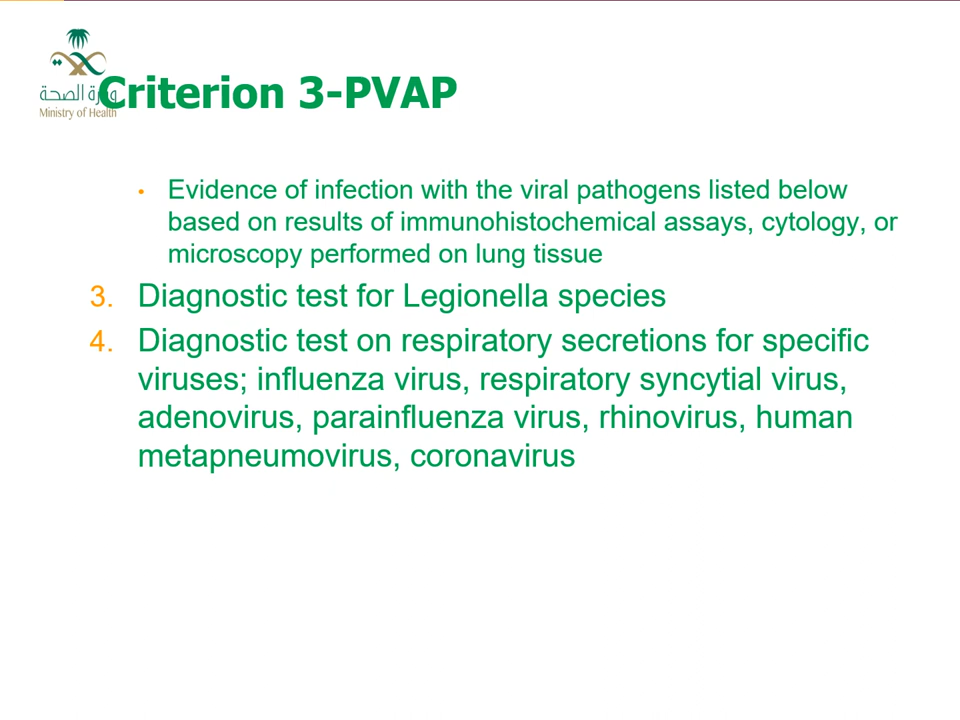 وزارة الصحة
Ministry of Health
Criterion 3-PVAP
• Evidence of infection with the viral pathogens listed below
based on results of immunohistochemical assays, cytology, or
microscopy performed on lung tissue
3. Diagnostic test for Legionella species
4. Diagnostic test on respiratory secretions for specific
viruses; influenza virus, respiratory syncytial virus,
adenovirus, parainfluenza virus, rhinovirus, human
metapneumovirus, coronavirus